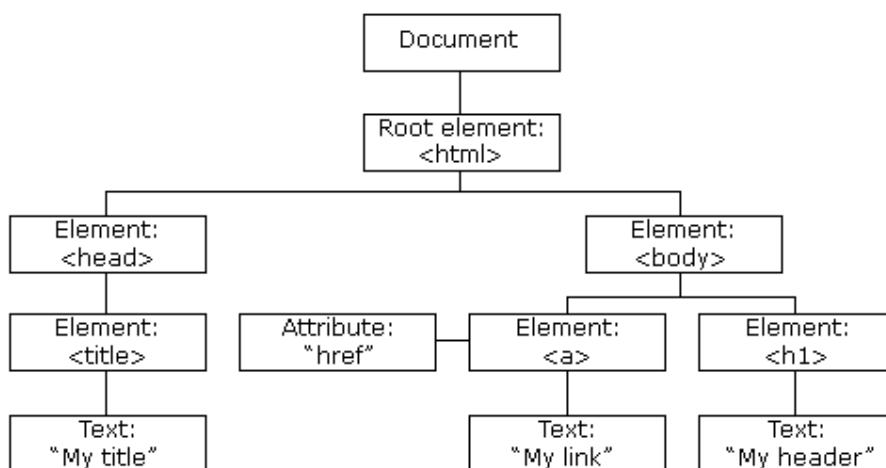 Document
Root element:
<html>
Element:
<head>
Element:
<body>
Element:
<title>
Attribute:
“href”
Element:
<a>
Element:
<h1>
Text:
“My title”
Text:
“My link”
Text:
“My header”